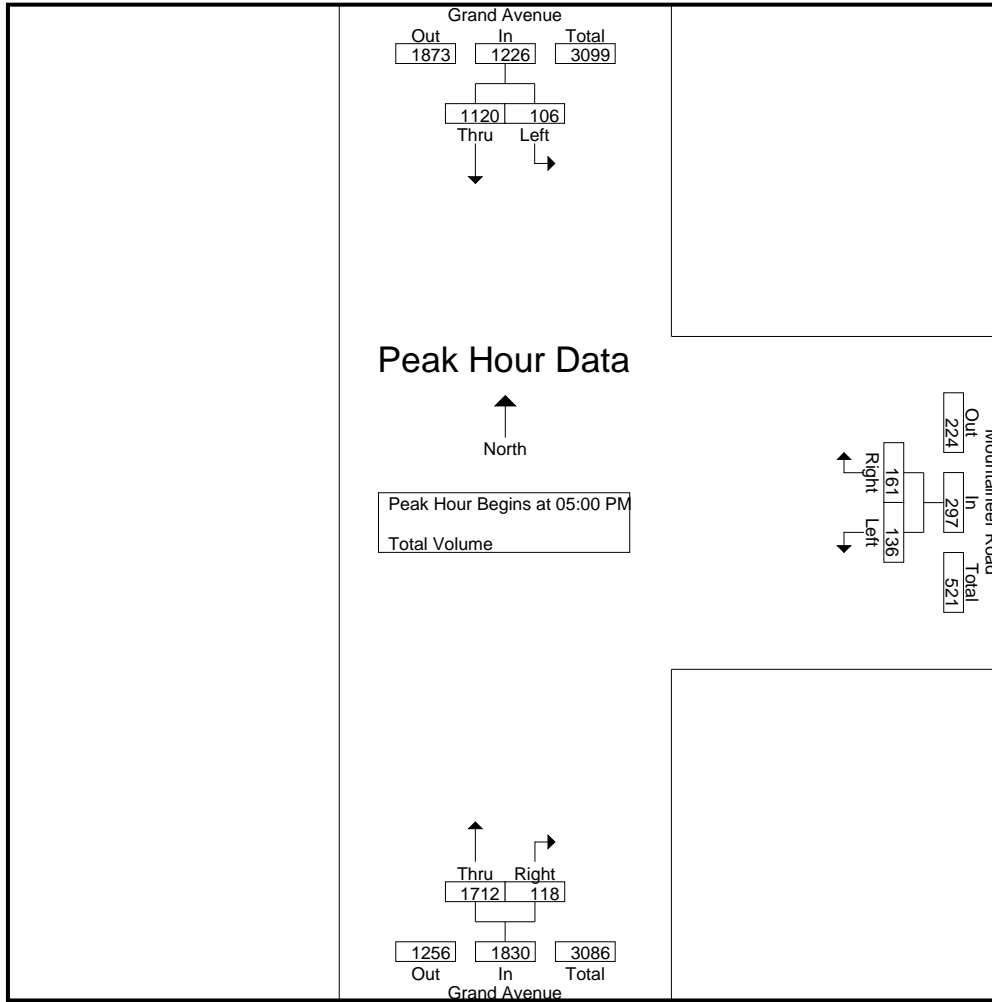 Grand Avenue
Out In Total
1873 1226 3099
1120 106
Thru Left
Peak Hour Data
North
Peak Hour Begins at 05:00 PM
Total Volume
Mountaineer Road
Out In Total
224 297 521
161 136
Right Left
Thru Right
1712 118
1256 1830 3086
Out In Total
Grand Avenue